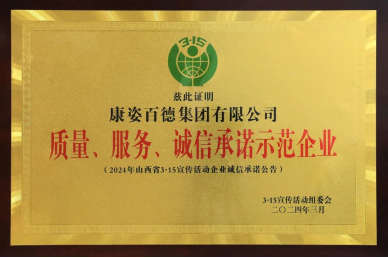 3·15
兹此证明
康姿百德集团有限公司
质量、服务、诚信承诺示范企业
（2024年山西省3·15宣传活动企业诚信承诺公告）
3·15宣传活动组委会
二〇二四年三月